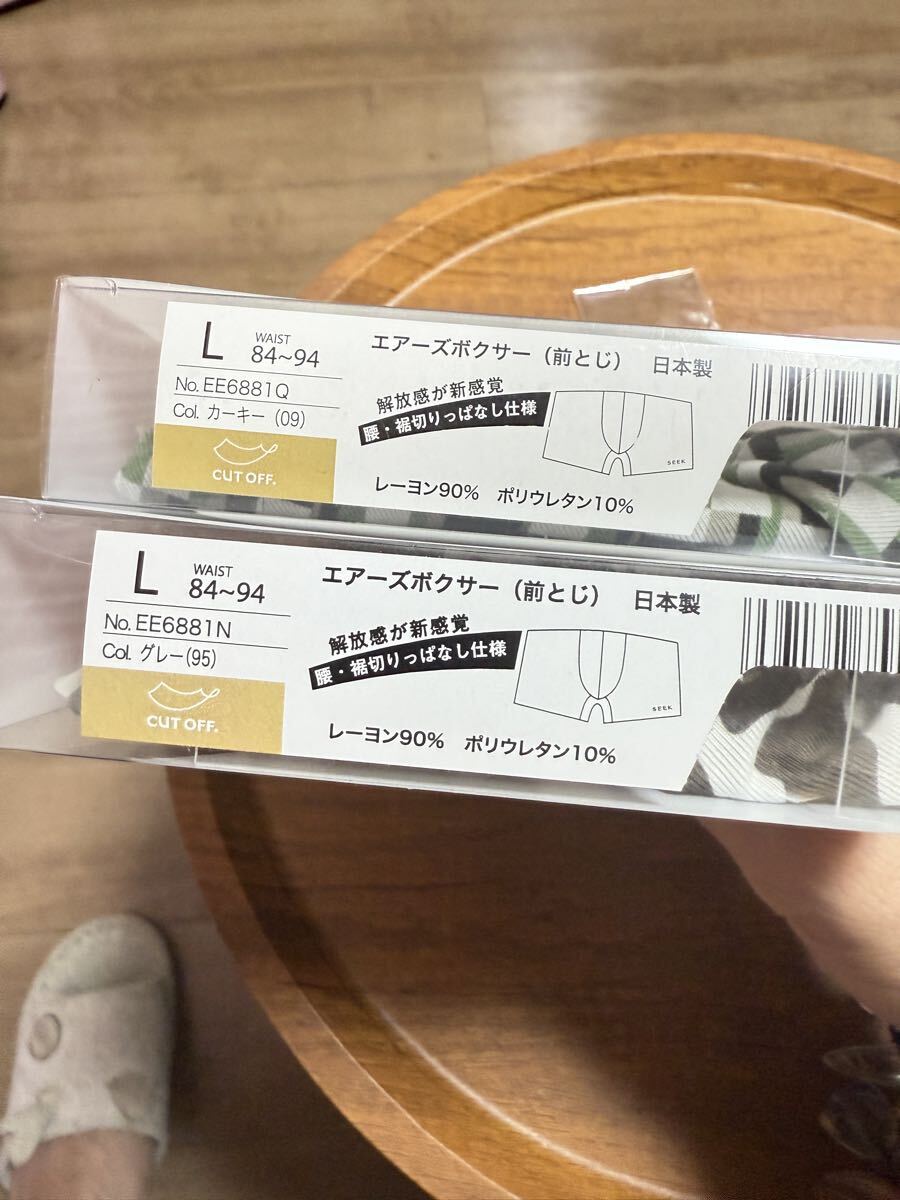 L WAIST 84~94
No. EE6881Q
Col. カーキー (09)
CUT OFF.
エアーズボクサー（前とじ） 日本製
解放感が新感覚
腰・裾切りっぱなし仕様
SEEK
レーヨン90% ポリウレタン10%
L WAIST 84~94
No. EE6881N
Col. グレー(95)
CUT OFF.
エアーズボクサー（前とじ） 日本製
解放感が新感覚
腰・裾切りっぱなし仕様
SEEK
レーヨン90% ポリウレタン10%